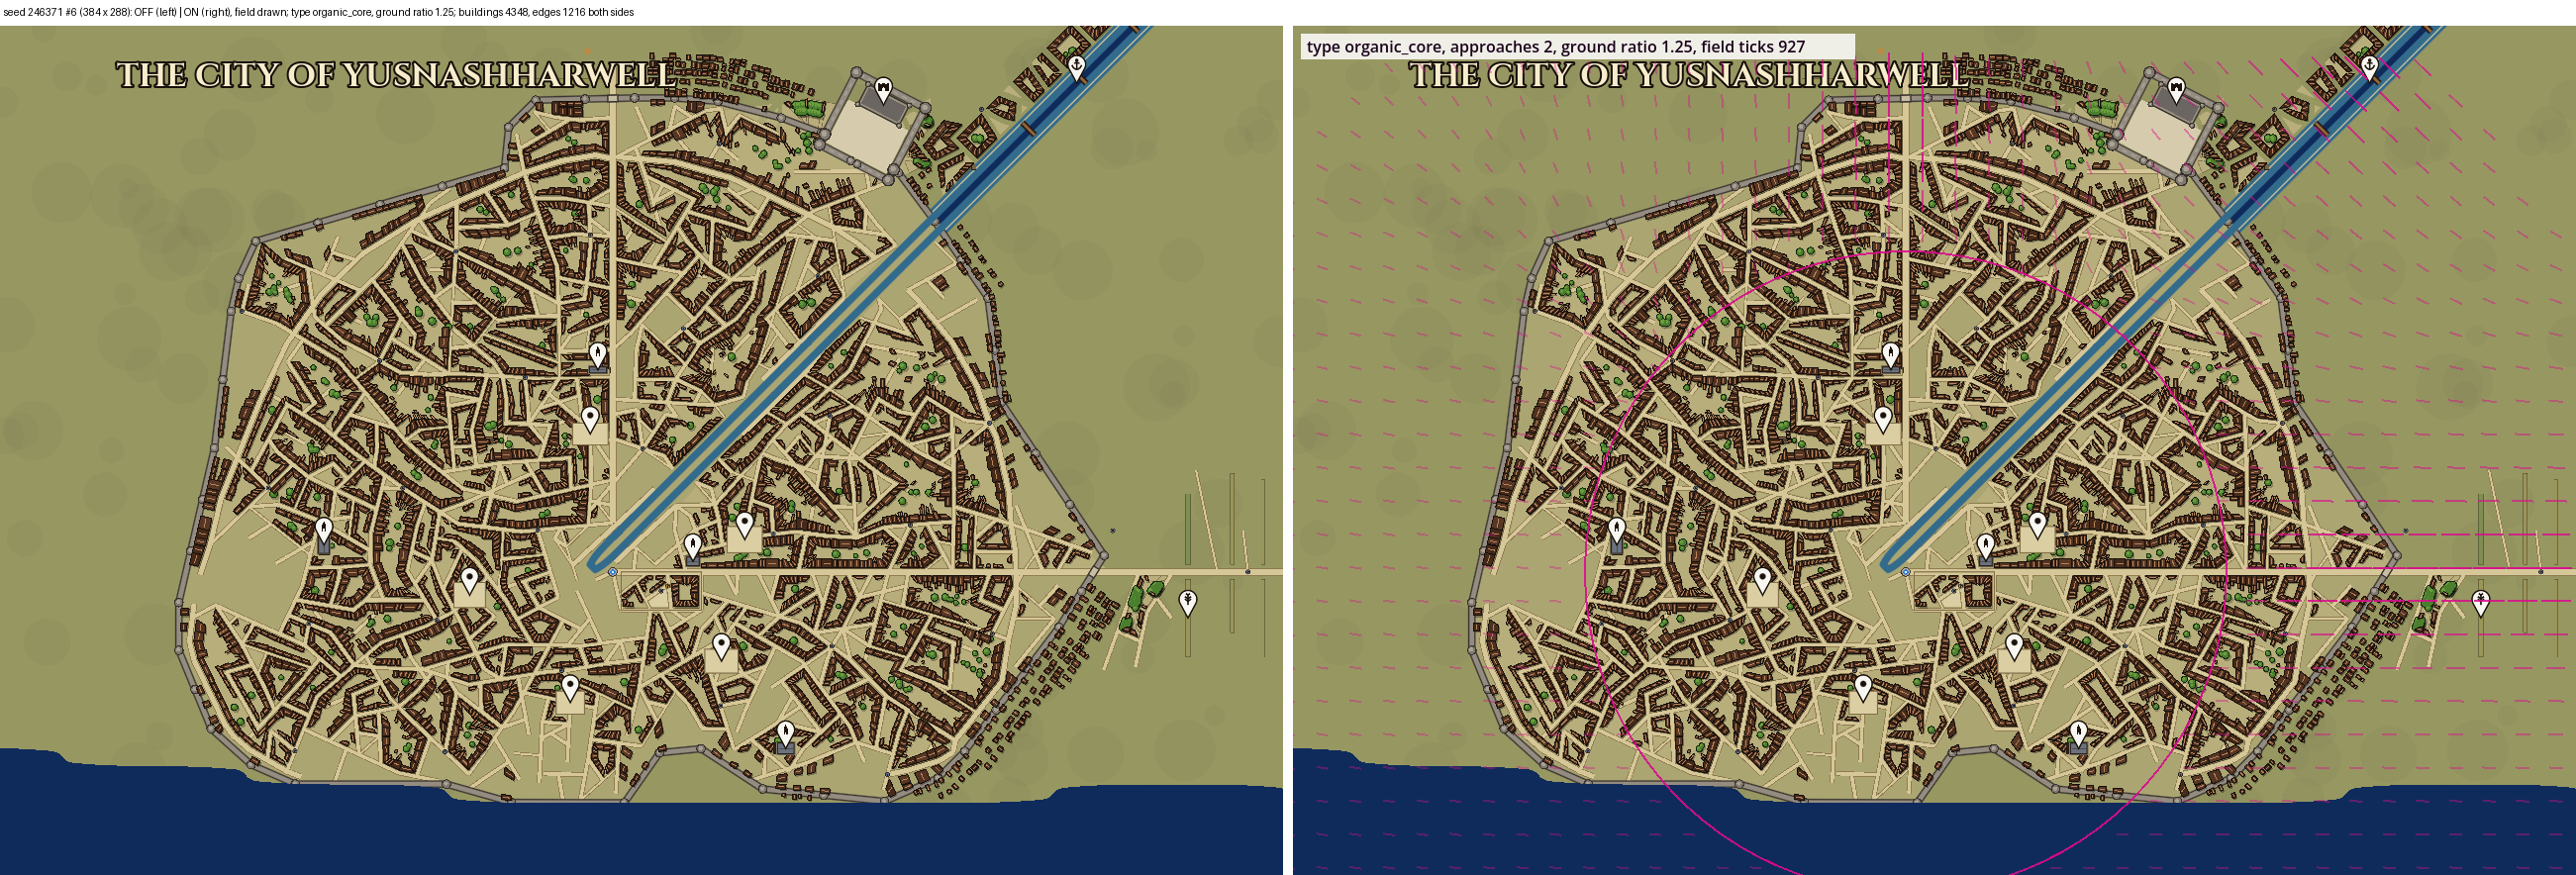 seed 246371 #6 (384 x 288): OFF (left) | ON (right), field drawn; type organic_core, ground ratio 1.25; buildings 4348, edges 1216 both sides
type organic_core, approaches 2, ground ratio 1.25, field ticks 927
THE CITY OF YUSNASHHARWELL
THE CITY OF YUSNASHHARWELL